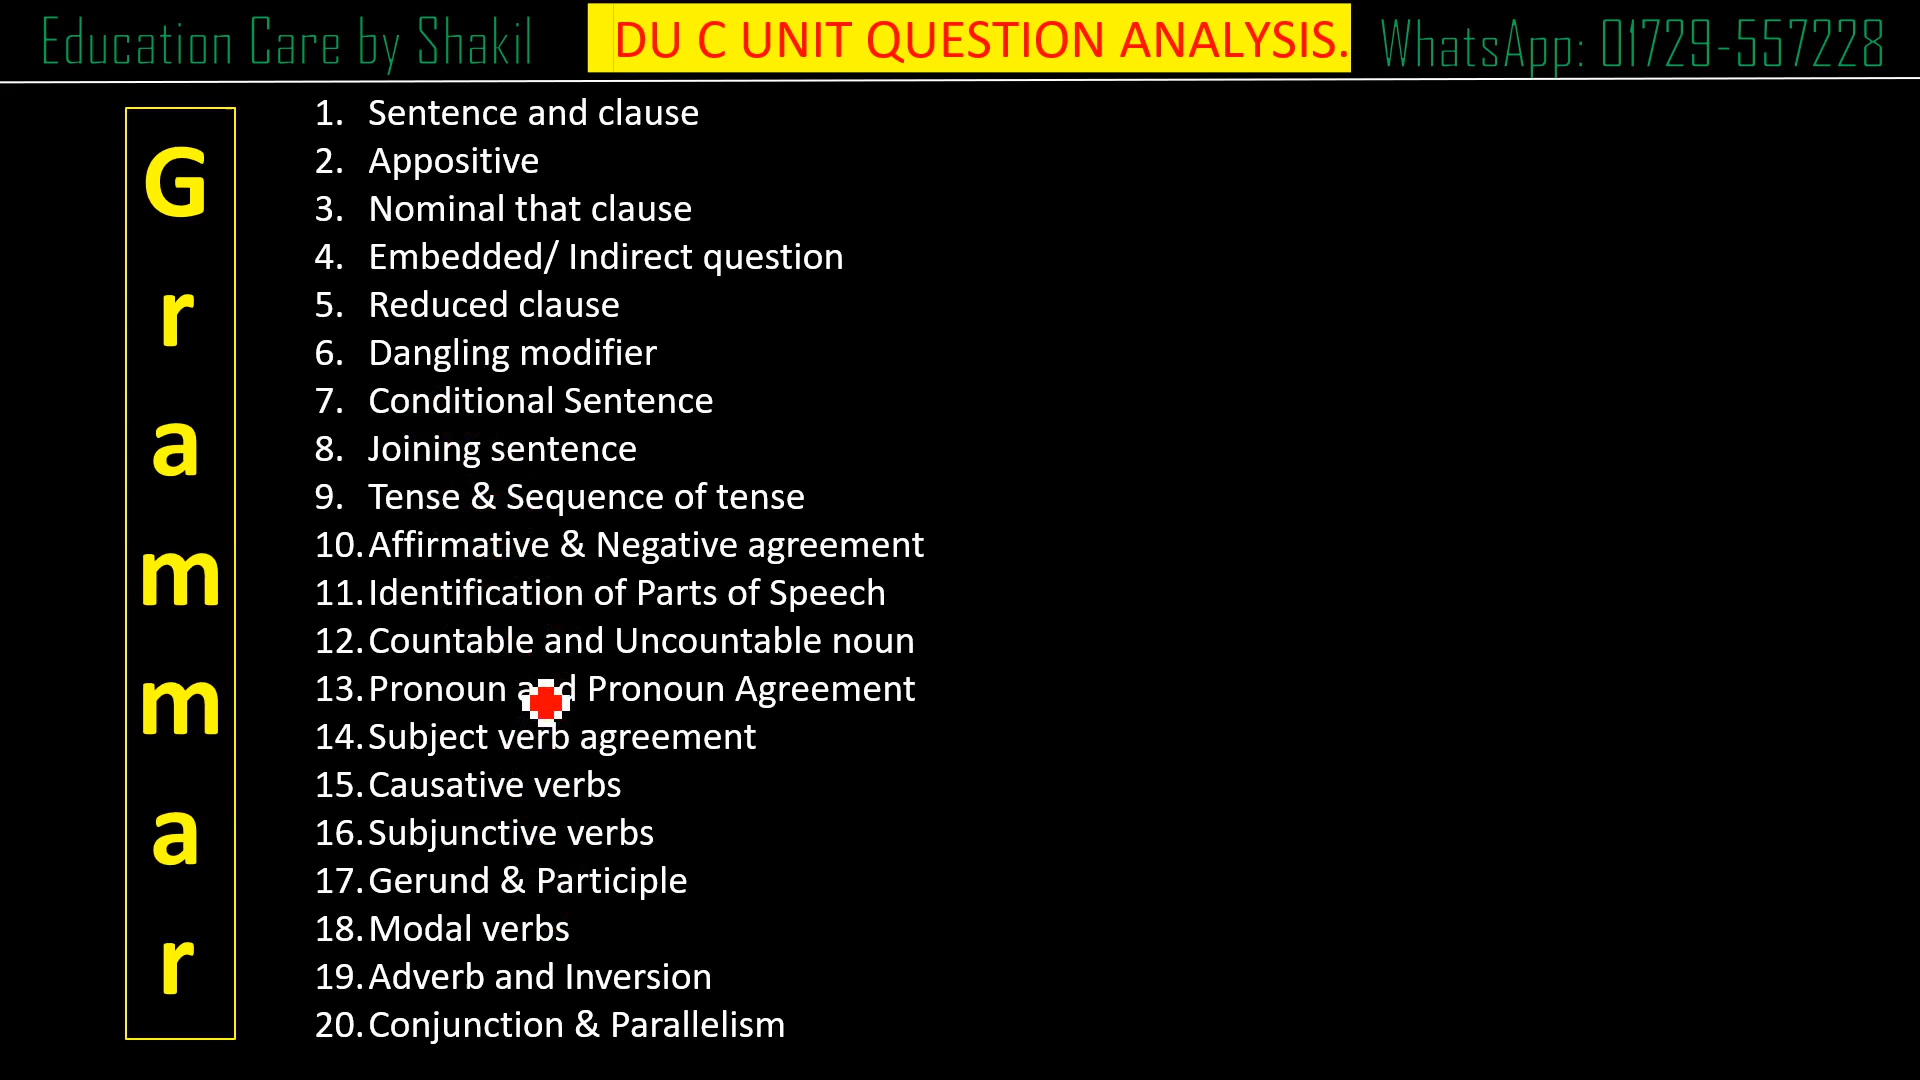 Education Care by Shakil DU C UNIT QUESTION ANALYSIS. WhatsApp: 01729-557228
Grammar
1. Sentence and clause
2. Appositive
3. Nominal that clause
4. Embedded/ Indirect question
5. Reduced clause
6. Dangling modifier
7. Conditional Sentence
8. Joining sentence
9. Tense & Sequence of tense
10. Affirmative & Negative agreement
11. Identification of Parts of Speech
12. Countable and Uncountable noun
13. Pronoun and Pronoun Agreement
14. Subject verb agreement
15. Causative verbs
16. Subjunctive verbs
17. Gerund & Participle
18. Modal verbs
19. Adverb and Inversion
20. Conjunction & Parallelism